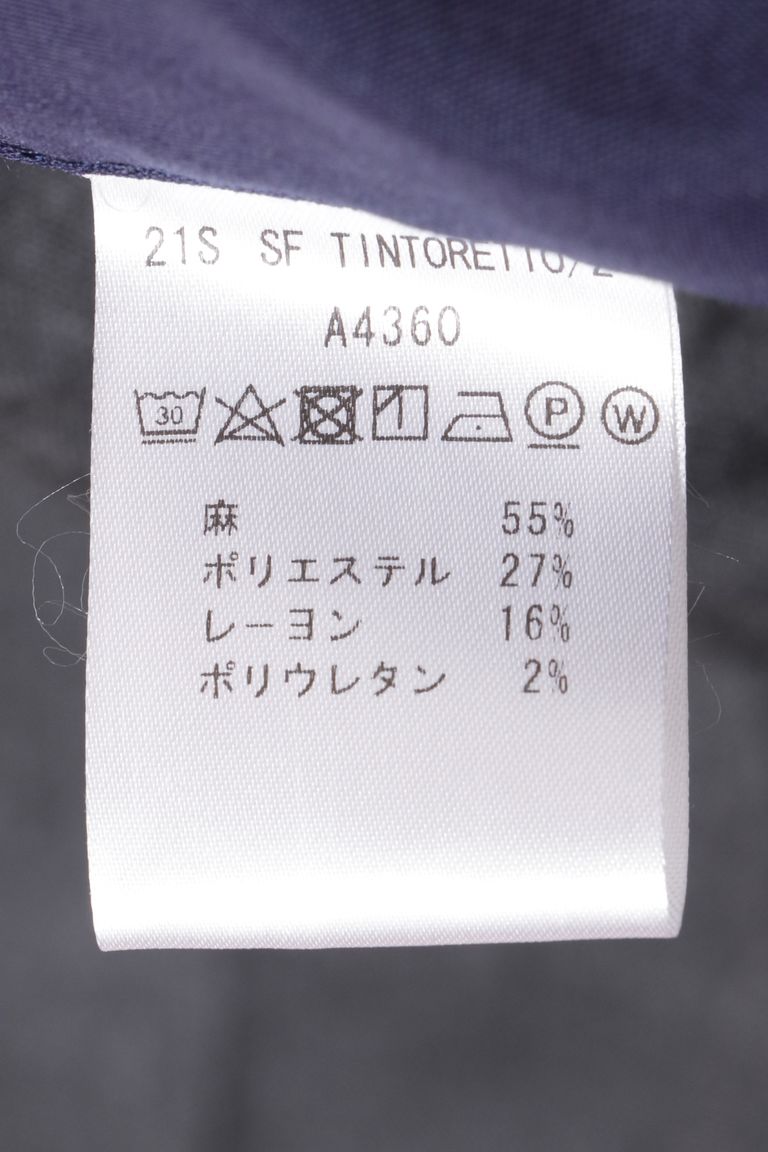 21S SF TINTORETTO/2
A4360
30 P W
麻 55%
ポリエステル 27%
レーヨン 16%
ポリウレタン 2%